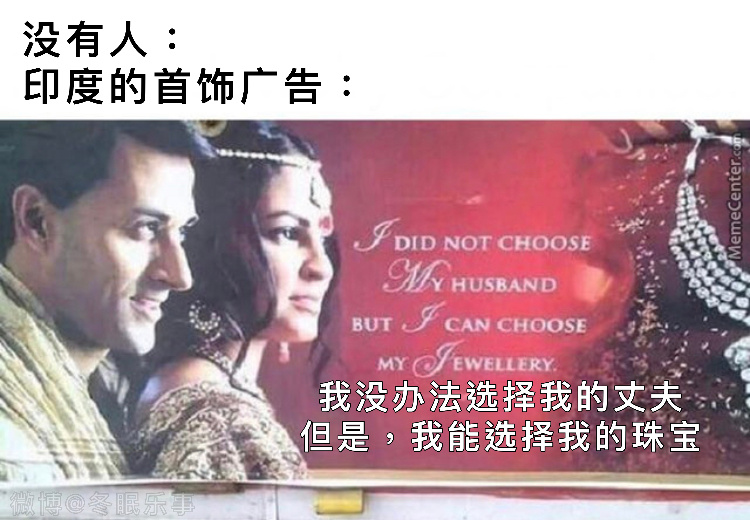 没有人：
印度的首饰广告：
MemeCenter.com
I DID NOT CHOOSE
MY HUSBAND
BUT I CAN CHOOSE
MY JEWELLERY.
我没办法选择我的丈夫
但是，我能选择我的珠宝
微博@冬眠乐事